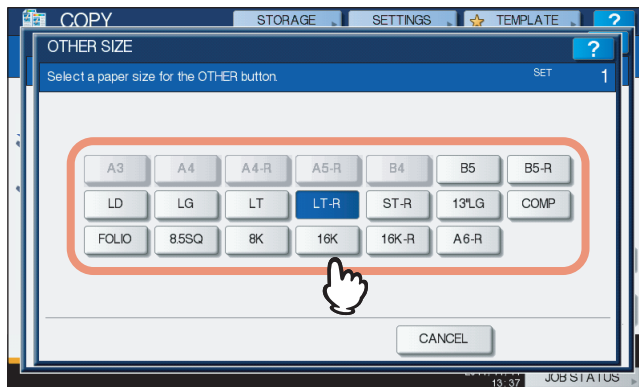 COPY STORAGE SETTINGS TEMPLATE ?
OTHER SIZE ?
Select a paper size for the OTHER button. SET 1
A3 A4 A4-R A5-R B4 B5 B5-R
LD LG LT LT-R ST-R 13"LG COMP
FOLIO 8.5SQ 8K 16K 16K-R A6-R
CANCEL
13:37 JOB STATUS